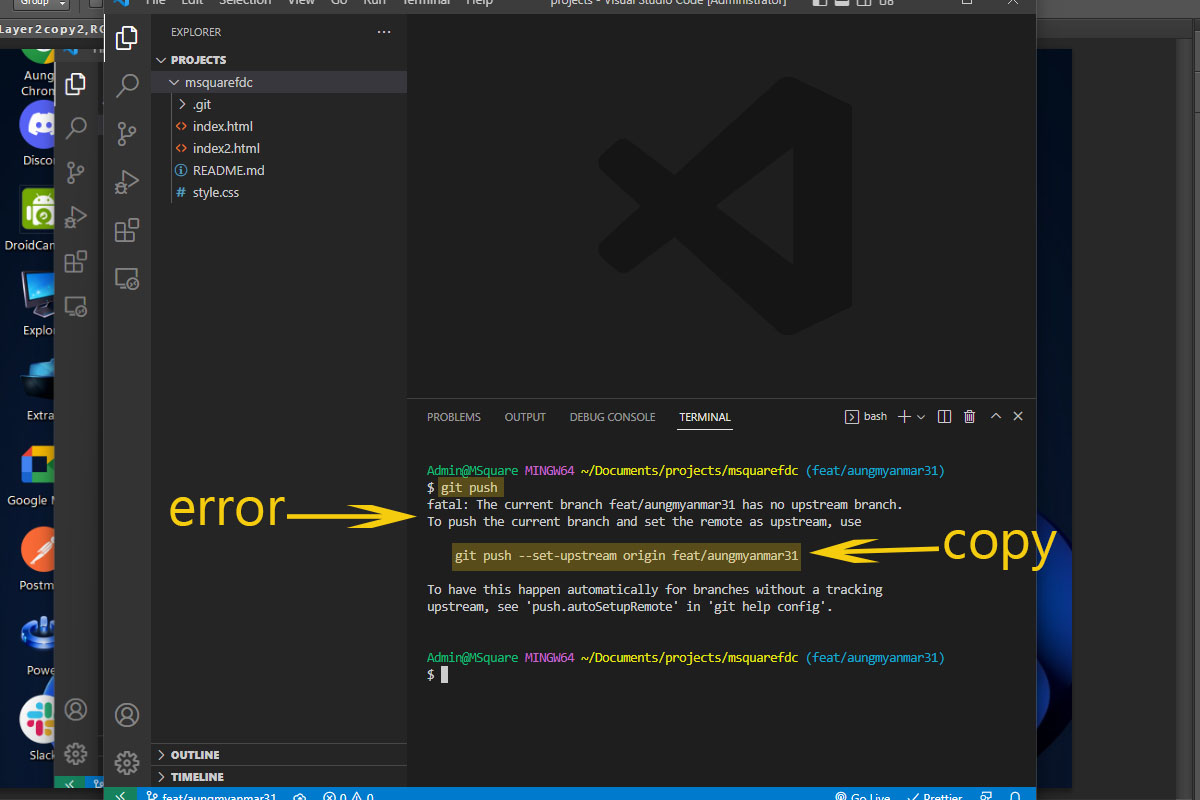 Group
File Edit Selection View Go Run Terminal Help
projects - Visual Studio Code [Administrator]
Layer2copy2,RG
EXPLORER
PROJECTS
msquarefdc
.git
index.html
index2.html
README.md
style.css
Aung
Chrom
Disco
DroidCam
Explo
Extra
Google M
Postm
Powe
Slack
PROBLEMS OUTPUT DEBUG CONSOLE TERMINAL
bash
Admin@MSquare MINGW64 ~/Documents/projects/msquarefdc (feat/aungmyanmar31)
$ git push
fatal: The current branch feat/aungmyanmar31 has no upstream branch.
To push the current branch and set the remote as upstream, use
git push --set-upstream origin feat/aungmyanmar31
To have this happen automatically for branches without a tracking
upstream, see 'push.autoSetupRemote' in 'git help config'.
Admin@MSquare MINGW64 ~/Documents/projects/msquarefdc (feat/aungmyanmar31)
$
error
copy
OUTLINE
TIMELINE
feat/aungmyanmar31 0 0 Go Live Prettier